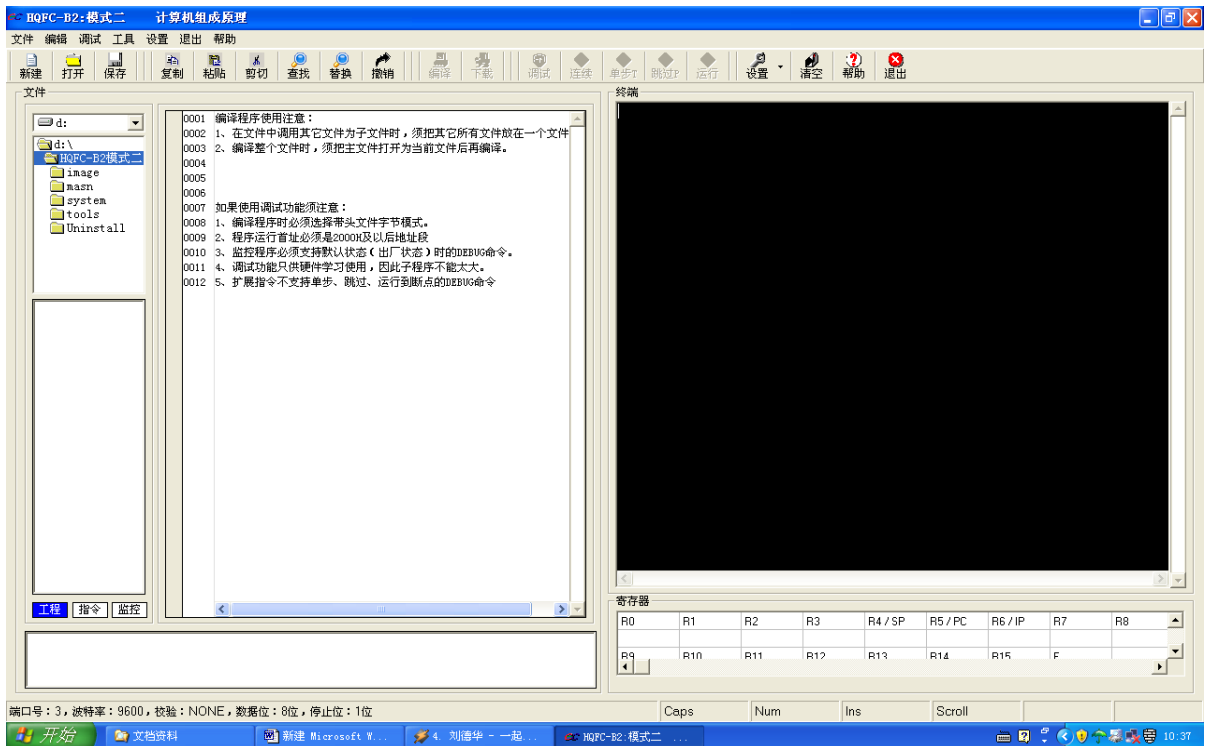 HQFC-B2:模式二 计算机组成原理
文件 编辑 调试 工具 设置 退出 帮助
新建 打开 保存 复制 粘贴 剪切 查找 替换 撤销 编译 下载 调试 连续 单步T 跳过P 运行 设置 清空 帮助 退出
文件
d:
d:\
HQFC-B2模式二
image
masn
system
tools
Uninstall
工程 指令 监控
0001 编译程序使用注意：
0002 1、在文件中调用其它文件为子文件时，须把其它所有文件放在一个文件
0003 2、编译整个文件时，须把主文件打开为当前文件后再编译。
0004
0005
0006
0007 如果使用调试功能须注意：
0008 1、编译程序时必须选择带头文件字节模式。
0009 2、程序运行首址必须是2000H及以后地址段
0010 3、监控程序必须支持默认状态（出厂状态）时的DEBUG命令。
0011 4、调试功能只供硬件学习使用，因此子程序不能太大。
0012 5、扩展指令不支持单步、跳过、运行到断点的DEBUG命令
终端
寄存器
R0 R1 R2 R3 R4 / SP R5 / PC R6 / IP R7 R8
R9 R10 R11 R12 R13 R14 R15 F
端口号：3，波特率：9600，校验：NONE，数据位：8位，停止位：1位
Caps Num Ins Scroll
开始 文档资料 新建 Microsoft W... 4. 刘德华 - 一起... HQFC-B2:模式二 ... 10:37